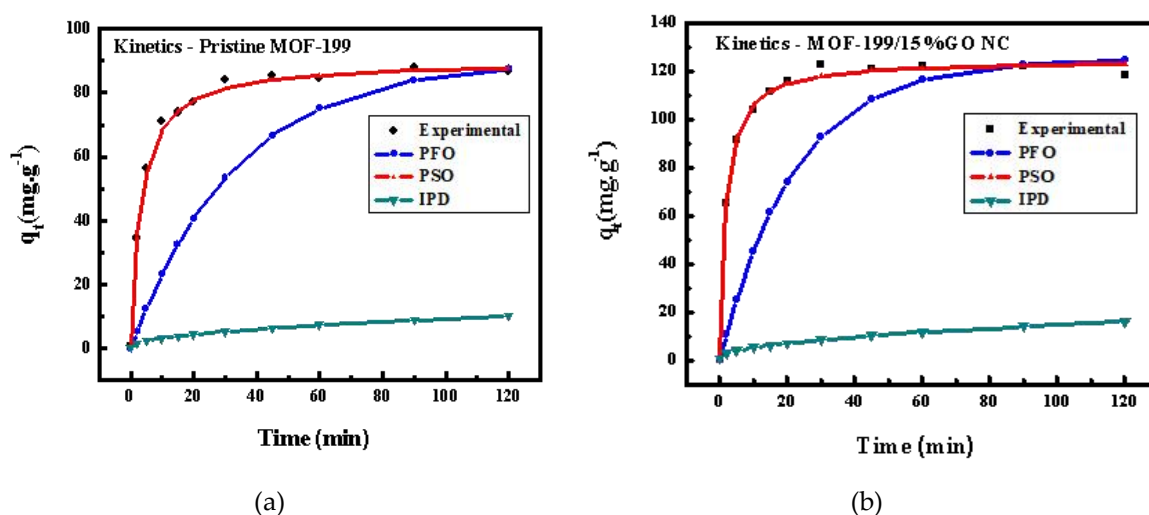 Kinetics - Pristine MOF-199
100
80
60
40
20
0
qt(mg.g-1)
Experimental
PFO
PSO
IPD
0 20 40 60 80 100 120
Time (min)
(a)
Kinetics - MOF-199/15%GO NC
140
120
100
80
60
40
20
0
qt(mg.g-1)
Experimental
PFO
PSO
IPD
0 20 40 60 80 100 120
Time (min)
(b)